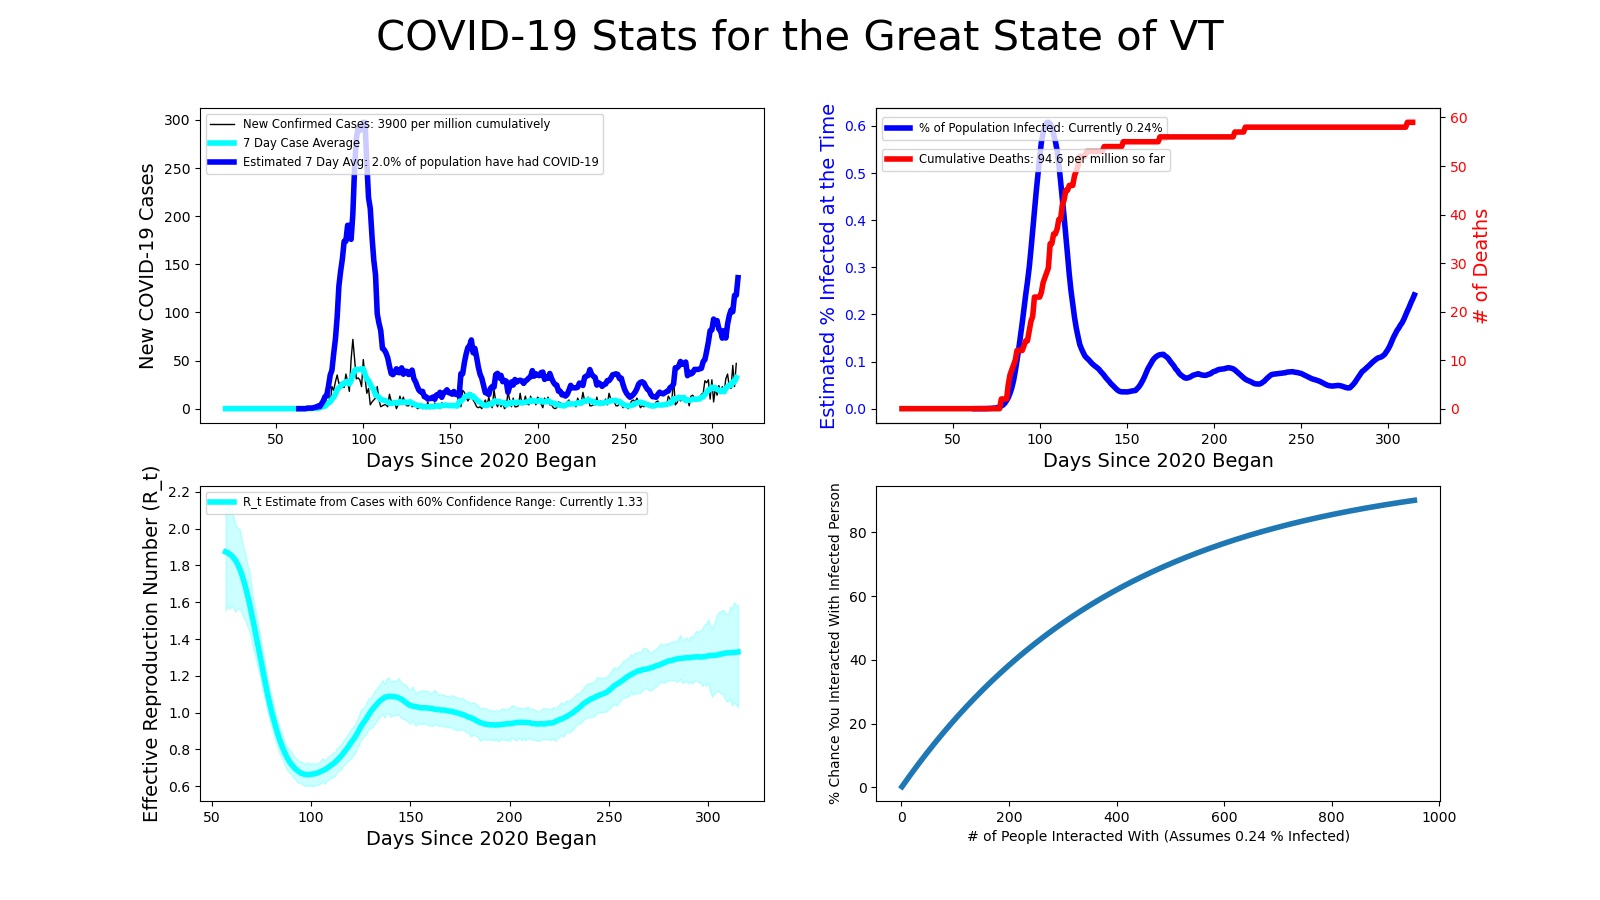 COVID-19 Stats for the Great State of VT
New COVID-19 Cases
300
250
200
150
100
50
0
New Confirmed Cases: 3900 per million cumulatively
7 Day Case Average
Estimated 7 Day Avg: 2.0% of population have had COVID-19
50 100 150 200 250 300
Days Since 2020 Began
Estimated % Infected at the Time
0.6
0.5
0.4
0.3
0.2
0.1
0.0
% of Population Infected: Currently 0.24%
Cumulative Deaths: 94.6 per million so far
60
50
40
30
20
10
0
# of Deaths
50 100 150 200 250 300
Days Since 2020 Began
Effective Reproduction Number (R_t)
2.2
2.0
1.8
1.6
1.4
1.2
1.0
0.8
0.6
R_t Estimate from Cases with 60% Confidence Range: Currently 1.33
50 100 150 200 250 300
Days Since 2020 Began
% Chance You Interacted With Infected Person
80
60
40
20
0
0 200 400 600 800 1000
# of People Interacted With (Assumes 0.24 % Infected)